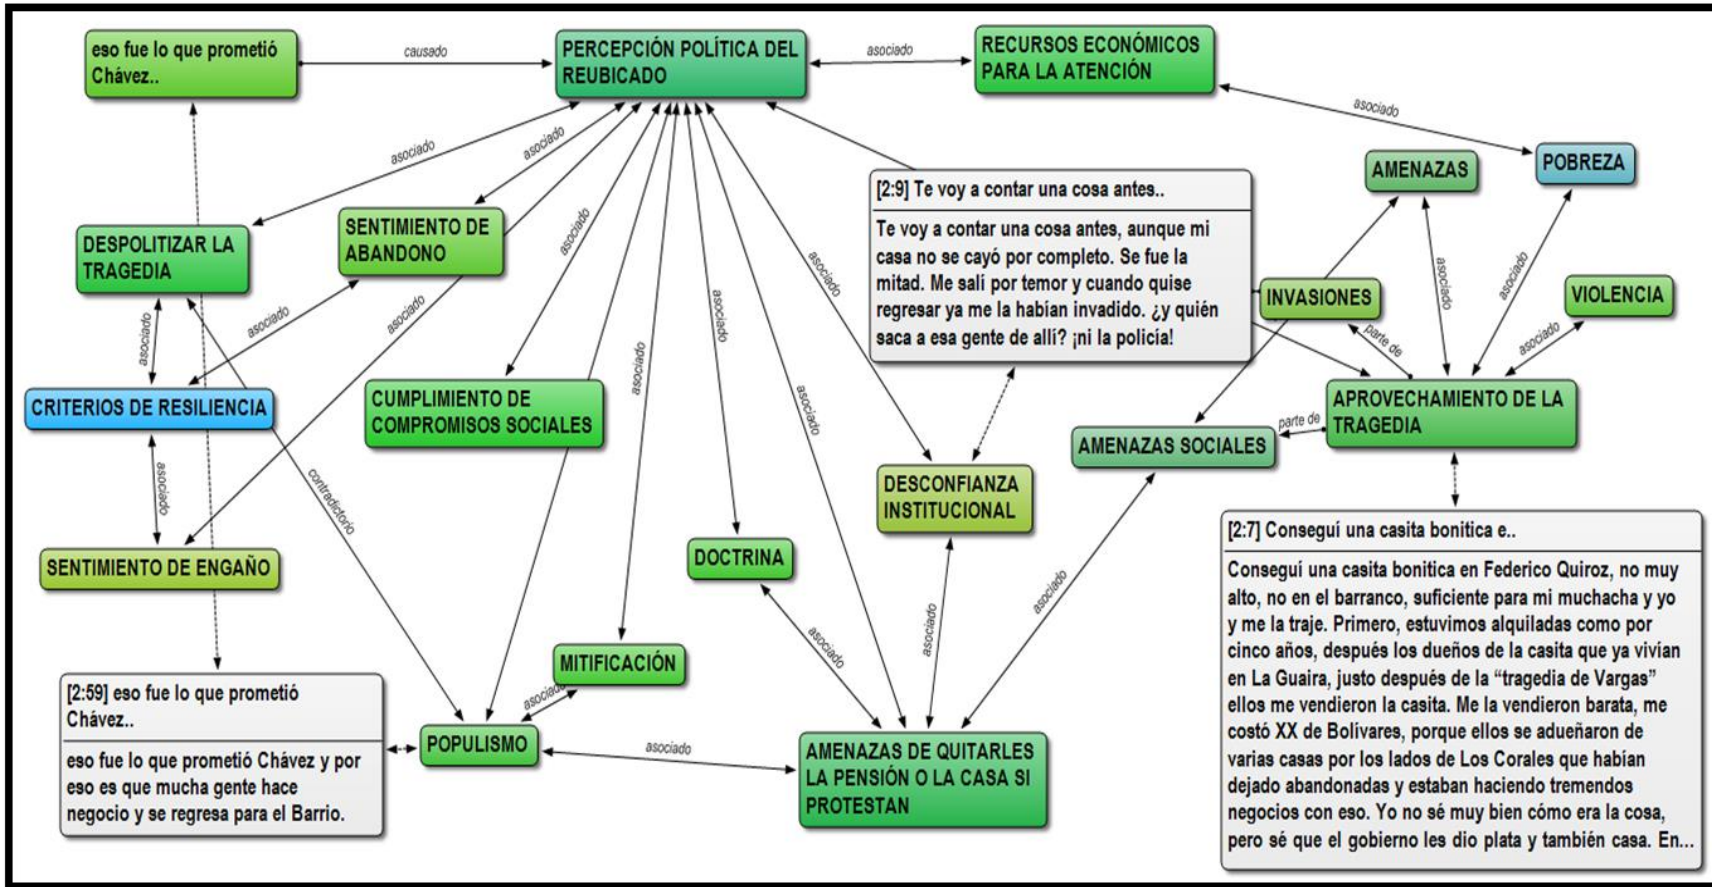 eso fue lo que prometió
Chávez..
causado
PERCEPCIÓN POLÍTICA DEL
REUBICADO
asociado
RECURSOS ECONÓMICOS
PARA LA ATENCIÓN
asociado
POBREZA
AMENAZAS
asociado
asociado
SENTIMIENTO DE
ABANDONO
DESPOLITIZAR LA
TRAGEDIA
asociado
asociado
[2:9] Te voy a contar una cosa antes..
Te voy a contar una cosa antes, aunque mi
casa no se cayó por completo. Se fue la
mitad. Me salí por temor y cuando quise
regresar ya me la habían invadido. ¿y quién
saca a esa gente de allí? ¡ni la policía!
INVASIONES
asociado
asociado
VIOLENCIA
parte de
asociado
asociado
asociado
asociado
asociado
asociado
asociado
CRITERIOS DE RESILIENCIA
CUMPLIMIENTO DE
COMPROMISOS SOCIALES
asociado
APROVECHAMIENTO DE LA
TRAGEDIA
parte de
AMENAZAS SOCIALES
asociado
contradictorio
DESCONFIANZA
INSTITUCIONAL
SENTIMIENTO DE ENGAÑO
DOCTRINA
asociado
asociado
asociado
[2:7] Conseguí una casita bonitica e..
Conseguí una casita bonitica en Federico Quiroz, no muy
alto, no en el barranco, suficiente para mi muchacha y yo
y me la traje. Primero, estuvimos alquiladas como por
cinco años, después los dueños de la casita que ya vivían
en La Guaira, justo después de la “tragedia de Vargas”
ellos me vendieron la casita. Me la vendieron barata, me
costó XX de Bolívares, porque ellos se adueñaron de
varias casas por los lados de Los Corales que habían
dejado abandonadas y estaban haciendo tremendos
negocios con eso. Yo no sé muy bien cómo era la cosa,
pero sé que el gobierno les dio plata y también casa. En...
MITIFICACIÓN
asociado
[2:59] eso fue lo que prometió
Chávez..
eso fue lo que prometió Chávez y por
eso es que mucha gente hace
negocio y se regresa para el Barrio.
POPULISMO
asociado
AMENAZAS DE QUITARLES
LA PENSIÓN O LA CASA SI
PROTESTAN